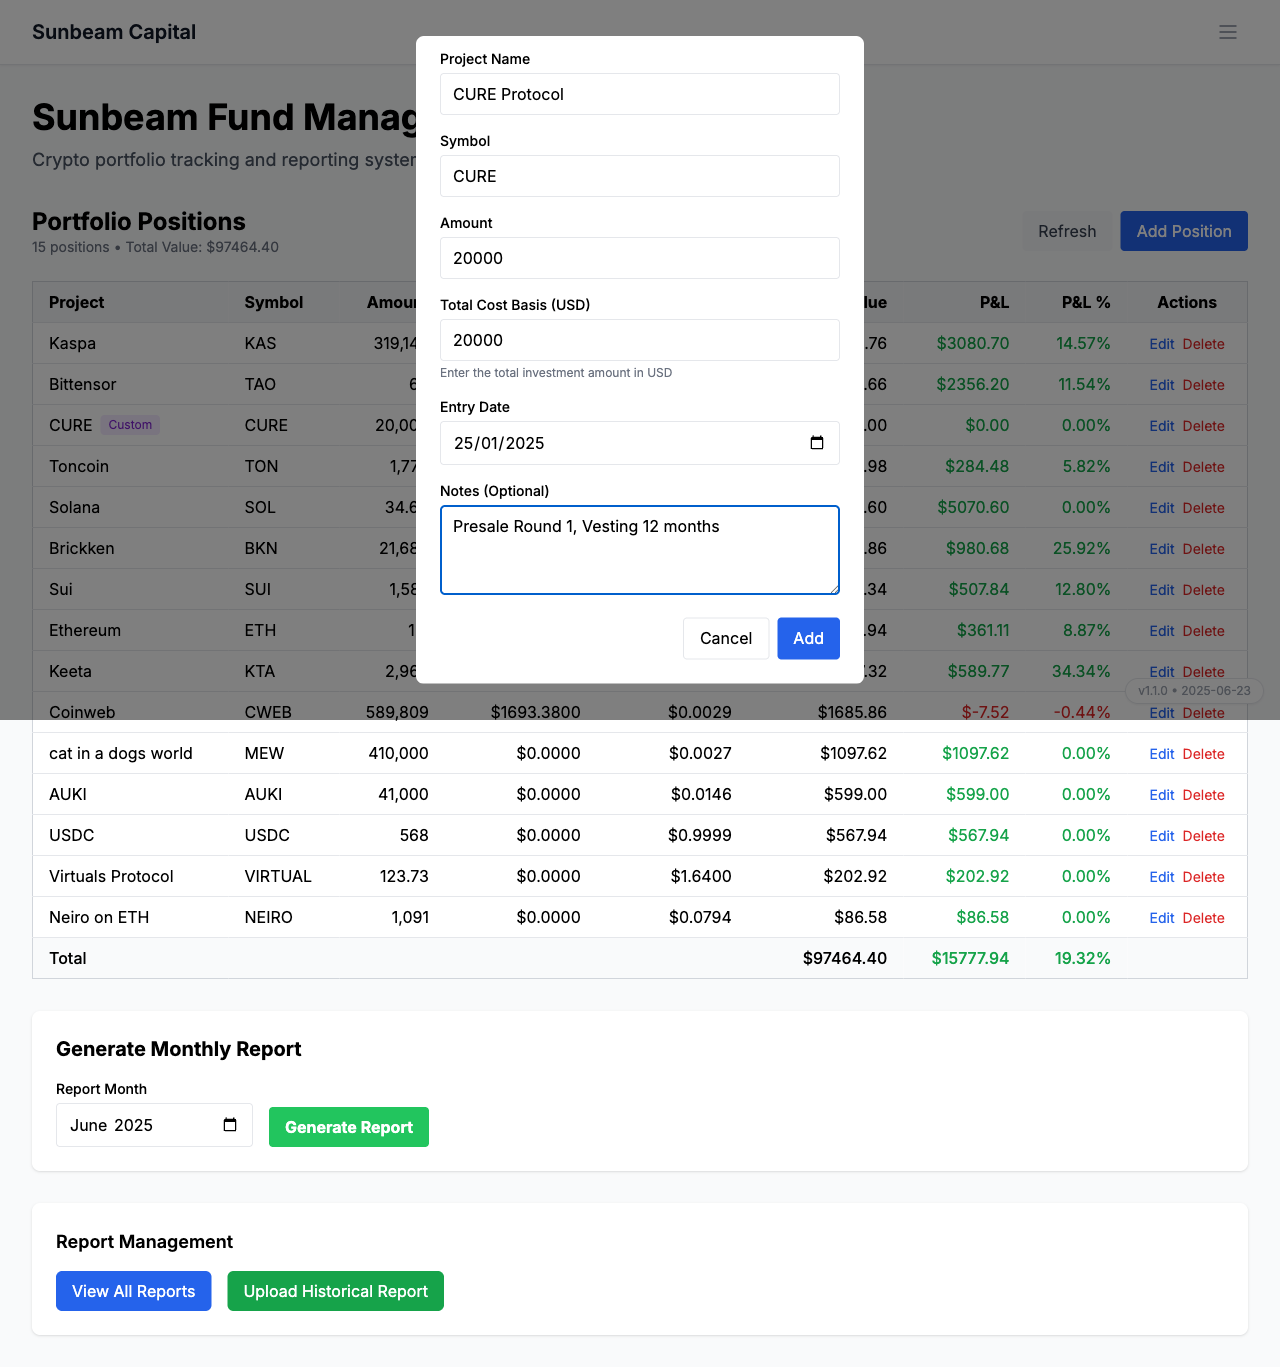 Sunbeam Capital
Sunbeam Fund Manag
Crypto portfolio tracking and reporting syster
Portfolio Positions
15 positions • Total Value: $97464.40
Refresh
Add Position
Project Name
CURE Protocol
Symbol
CURE
Amount
20000
Total Cost Basis (USD)
20000
Enter the total investment amount in USD
Entry Date
25/01/2025
Notes (Optional)
Presale Round 1, Vesting 12 months
Cancel
Add
Project Symbol Amou lue P&L P&L % Actions
Kaspa KAS 319,14 .76 $3080.70 14.57% Edit Delete
Bittensor TAO 6 .66 $2356.20 11.54% Edit Delete
CURE Custom CURE 20,00 .00 $0.00 0.00% Edit Delete
Toncoin TON 1,77 .98 $284.48 5.82% Edit Delete
Solana SOL 34.6 .60 $5070.60 0.00% Edit Delete
Brickken BKN 21,68 .86 $980.68 25.92% Edit Delete
Sui SUI 1,58 .34 $507.84 12.80% Edit Delete
Ethereum ETH 1 .94 $361.11 8.87% Edit Delete
Keeta KTA 2,96 .32 $589.77 34.34% Edit Delete
v1.1.0 • 2025-06-23
Coinweb CWEB 589,809 $1693.3800 $0.0029 $1685.86 $-7.52 -0.44% Edit Delete
cat in a dogs world MEW 410,000 $0.0000 $0.0027 $1097.62 $1097.62 0.00% Edit Delete
AUKI AUKI 41,000 $0.0000 $0.0146 $599.00 $599.00 0.00% Edit Delete
USDC USDC 568 $0.0000 $0.9999 $567.94 $567.94 0.00% Edit Delete
Virtuals Protocol VIRTUAL 123.73 $0.0000 $1.6400 $202.92 $202.92 0.00% Edit Delete
Neiro on ETH NEIRO 1,091 $0.0000 $0.0794 $86.58 $86.58 0.00% Edit Delete
Total $97464.40 $15777.94 19.32%
Generate Monthly Report
Report Month
June 2025
Generate Report
Report Management
View All Reports
Upload Historical Report